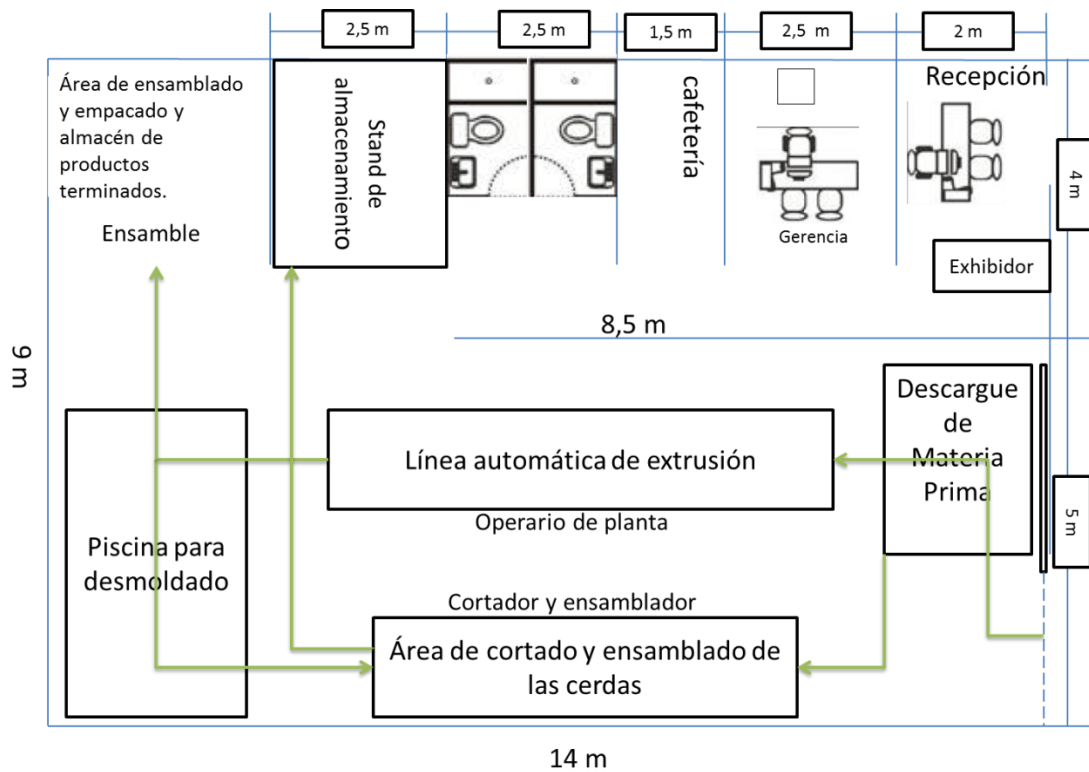 2,5 m
2,5 m
1,5 m
2,5 m
2 m
Área de ensamblado
y empacado y
almacén de
productos
terminados.
Ensamble
Stand de
almacenamiento
cafetería
Gerencia
Recepción
4 m
Exhibidor
8,5 m
9 m
Descargue
de
Materia
Prima
Línea automática de extrusión
Operario de planta
5 m
Piscina para
desmoldado
Cortador y ensamblador
Área de cortado y ensamblado de
las cerdas
14 m